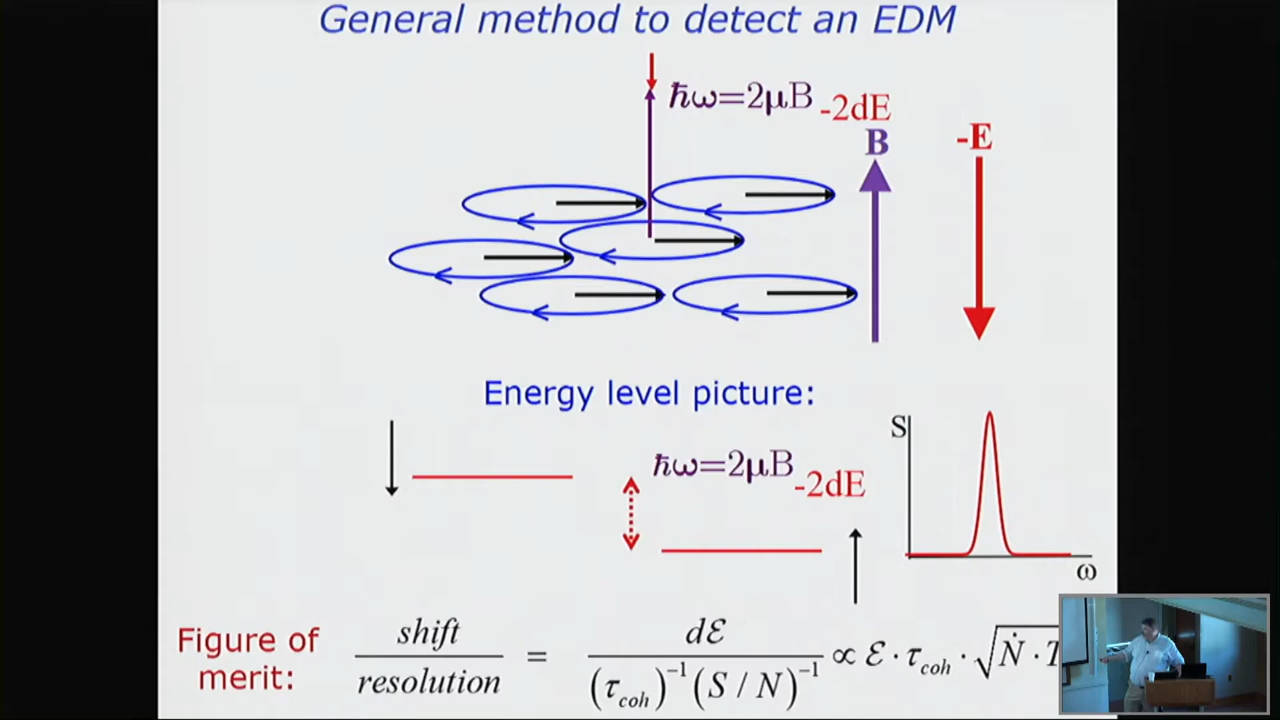 General method to detect an EDM
ħω=2μB -2dE
B
-E
Energy level picture:
S
ħω=2μB -2dE
ω
Figure of merit:
shift
resolution
=
dℰ
(τcoh)⁻¹(S/N)⁻¹
∝ ℰ · τcoh · √Ṅ · T